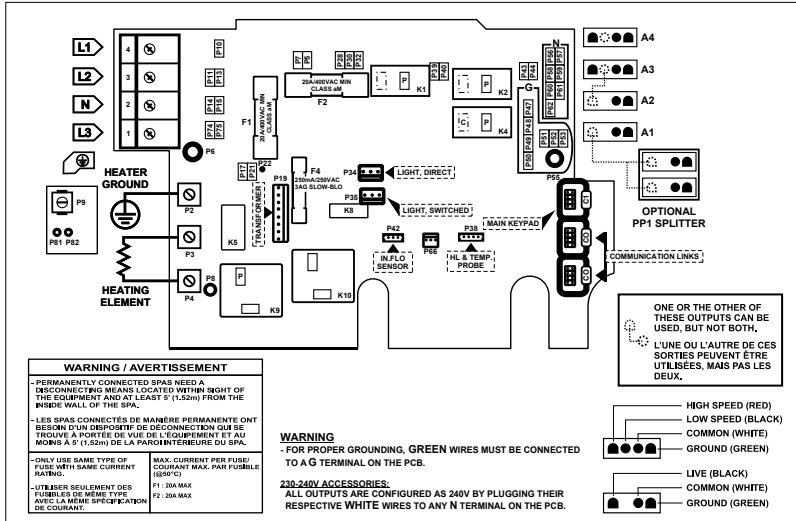 L1
L2
N
L3
4
3
2
1
P10
P11
P13
P14
P15
P74
P75
P6
HEATER
GROUND
P9
P81 P82
P2
P3
P4
HEATING
ELEMENT
P8
P17
P21
P22
F1
20A/400VAC MIN
CLASS aM
P7
P5
P28
P30
P32
20A/400VAC MIN
CLASS aM
F2
P
K1
P39
P40
P
K2
C P
K4
TRANSFORMER
P19
F4
250mA/250VAC
3AG SLOW-BLO
P34
LIGHT, DIRECT
P35
LIGHT, SWITCHED
K8
K5
P
K9
P
K10
P42
IN.FLO
SENSOR
P66
P38
HL & TEMP.
PROBE
MAIN KEYPAD
COMMUNICATION LINKS
C1
CO
CO
P43
P44
N
P56
P58
P59
P60
P61
P62
G
P47
P48
P49
P50
P51
P52
P53
P55
A4
A3
A2
A1
OPTIONAL
PP1 SPLITTER
ONE OR THE OTHER OF
THESE OUTPUTS CAN BE
USED, BUT NOT BOTH.
L'UNE OU L'AUTRE DE CES
SORTIES PEUVENT ÊTRE
UTILISÉES, MAIS PAS LES
DEUX.
WARNING / AVERTISSEMENT
- PERMANENTLY CONNECTED SPAS NEED A
DISCONNECTING MEANS LOCATED WITHIN SIGHT OF
THE EQUIPMENT AND AT LEAST 5' (1.52m) FROM THE
INSIDE WALL OF THE SPA.
- LES SPAS CONNECTÉS DE MANIÈRE PERMANENTE ONT
BESOIN D'UN DISPOSITIF DE DÉCONNECTION QUI SE
TROUVE À PORTÉE DE VUE DE L'ÉQUIPEMENT ET AU
MOINS À 5' (1,52m) DE LA PAROI INTÉRIEURE DU SPA.
- ONLY USE SAME TYPE OF
FUSE WITH SAME CURRENT
RATING.
- UTILISER SEULEMENT DES
FUSIBLES DE MÊME TYPE
AVEC LA MÊME SPÉCIFICATION
DE COURANT.
MAX. CURRENT PER FUSE/
COURANT MAX. PAR FUSIBLE
(@50°C)
F1 : 20A MAX
F2 : 20A MAX
WARNING
- FOR PROPER GROUNDING, GREEN WIRES MUST BE CONNECTED
TO A G TERMINAL ON THE PCB.
230-240V ACCESSORIES:
ALL OUTPUTS ARE CONFIGURED AS 240V BY PLUGGING THEIR
RESPECTIVE WHITE WIRES TO ANY N TERMINAL ON THE PCB.
HIGH SPEED (RED)
LOW SPEED (BLACK)
COMMON (WHITE)
GROUND (GREEN)
LIVE (BLACK)
COMMON (WHITE)
GROUND (GREEN)